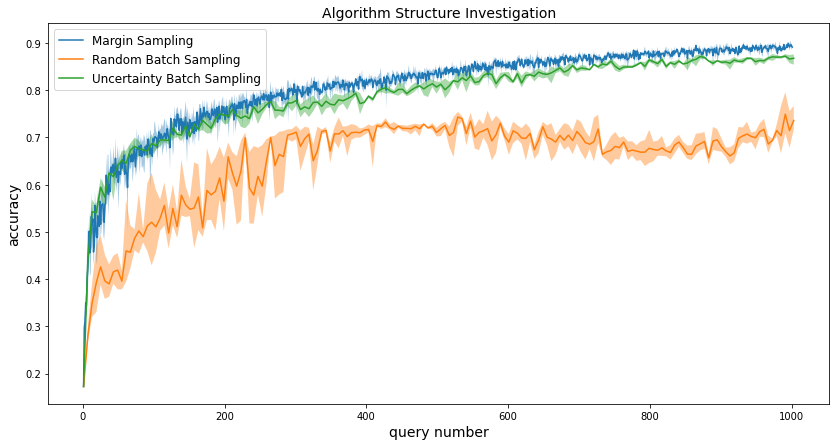 Algorithm Structure Investigation
Margin Sampling
Random Batch Sampling
Uncertainty Batch Sampling
accuracy
0.9
0.8
0.7
0.6
0.5
0.4
0.3
0.2
0
200
400
600
800
1000
query number